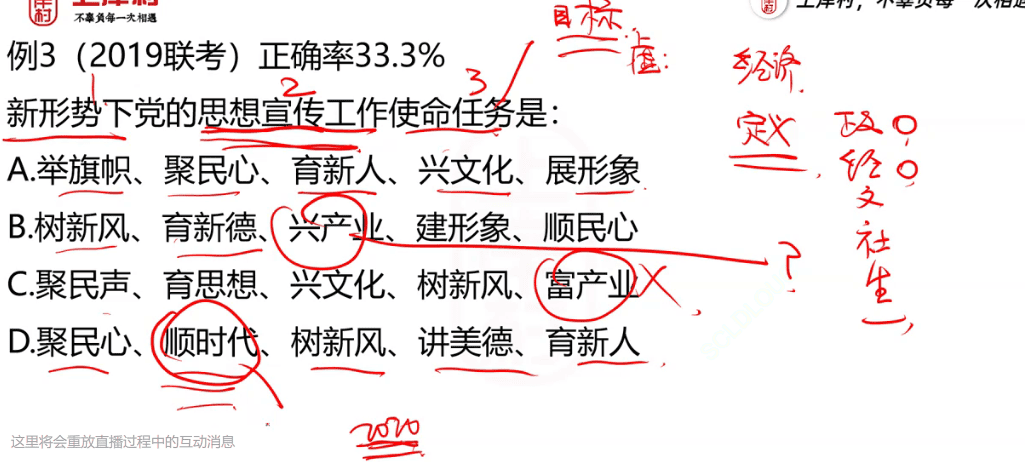 上岸村
不辜负每一次相遇
上岸村，不辜负每一次相遇
目标
例3（2019联考）正确率33.3%
经济
1 2 3
新形势下党的思想宣传工作使命任务是：
定义
政
A.举旗帜、聚民心、育新人、兴文化、展形象
经
文
B.树新风、育新德、兴产业、建形象、顺民心
社
?
C.聚民声、育思想、兴文化、树新风、富产业
生
D.聚民心、顺时代、树新风、讲美德、育新人
2020
这里将会重放直播过程中的互动消息